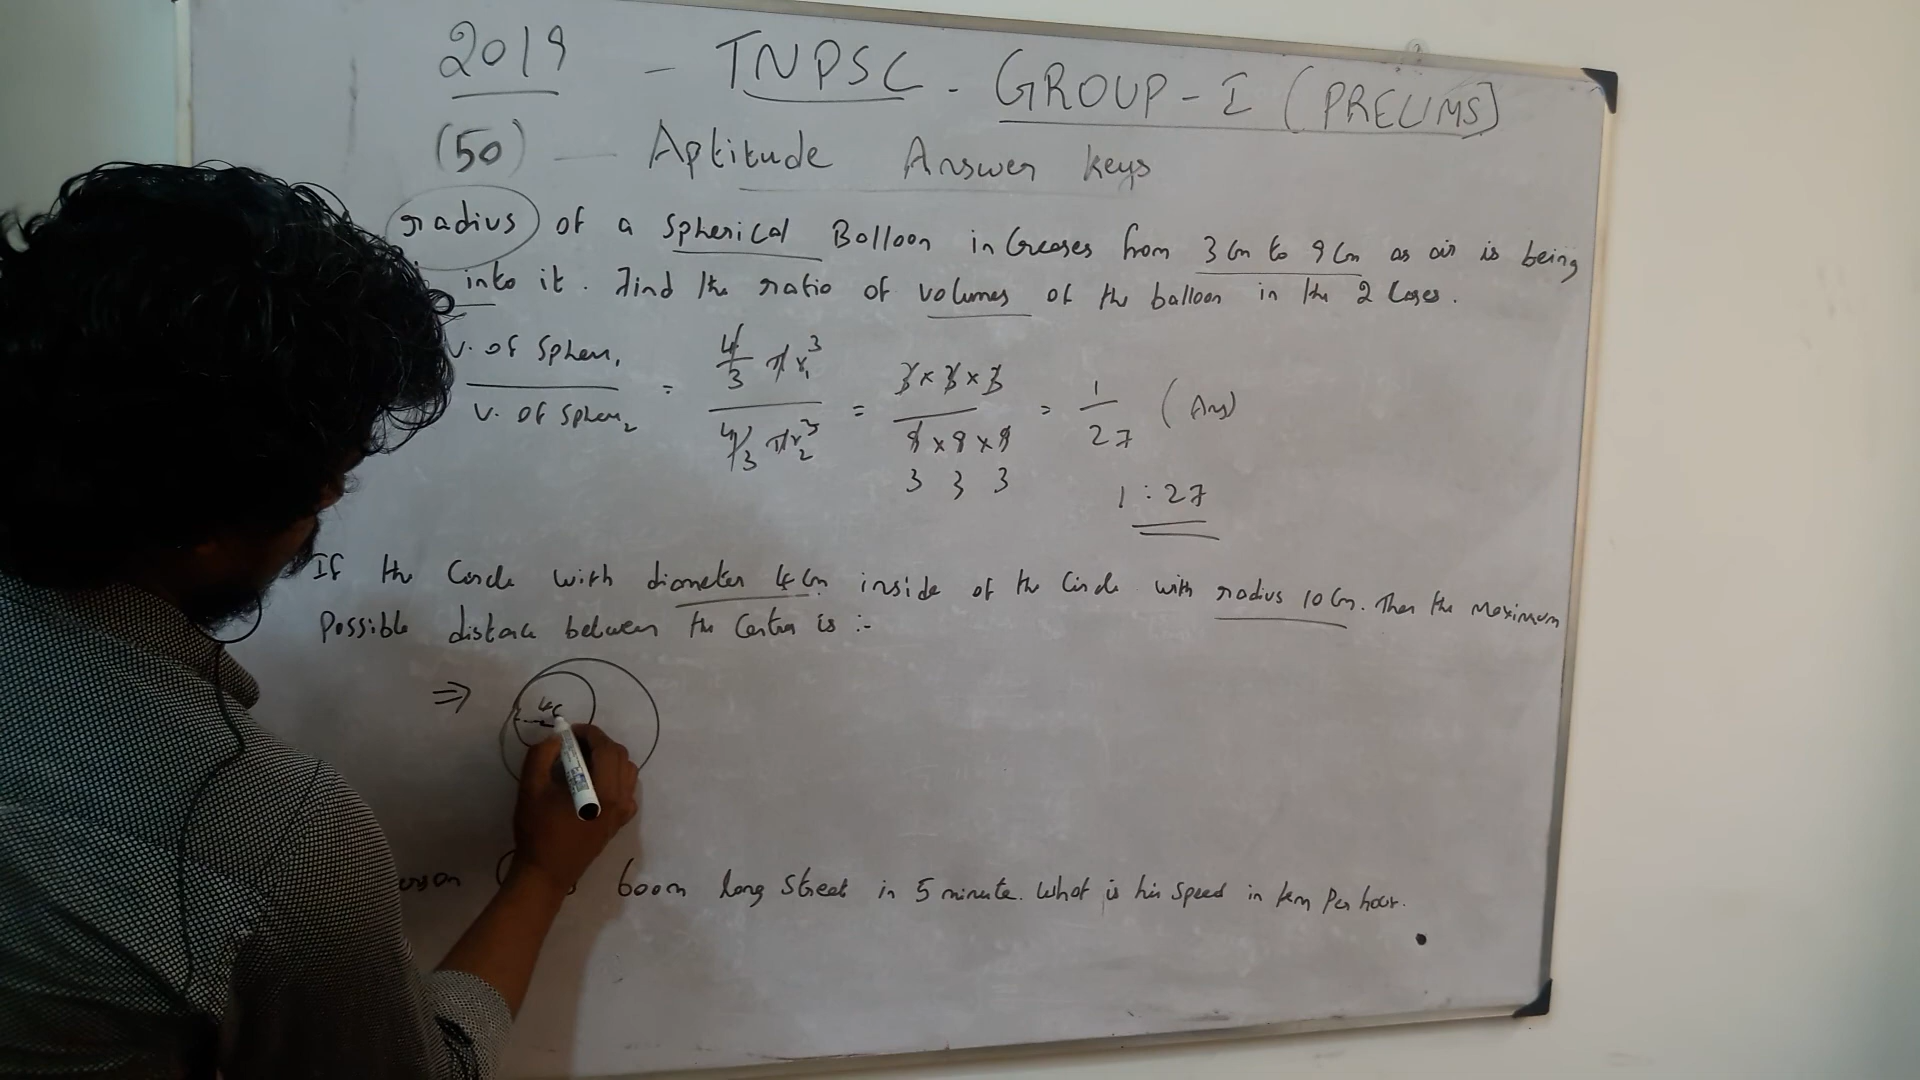 2019 - TNPSC - GROUP - I (PRELIMS)
(50) — Aptitude Answer keys
radius of a Spherical Balloon increases from 3 cm to 9 cm as air is being
into it. Find the ratio of volumes of the balloon in the 2 Cases.
V. of Sphere₁ / V. of Sphere₂ = 4/3 πr₁³ / 4/3 πr₂³ = 3 × 3 × 3 / 9 × 9 × 9 = 1/27 (Ans)
3 3 3
1 : 27
If the Circle with diameter 4 cm inside of the Circle with radius 10 cm. Then the Maximum
Possible distance between the Centre is :-
⇒
600m long Street in 5 minute. What is his Speed in km Per hour.